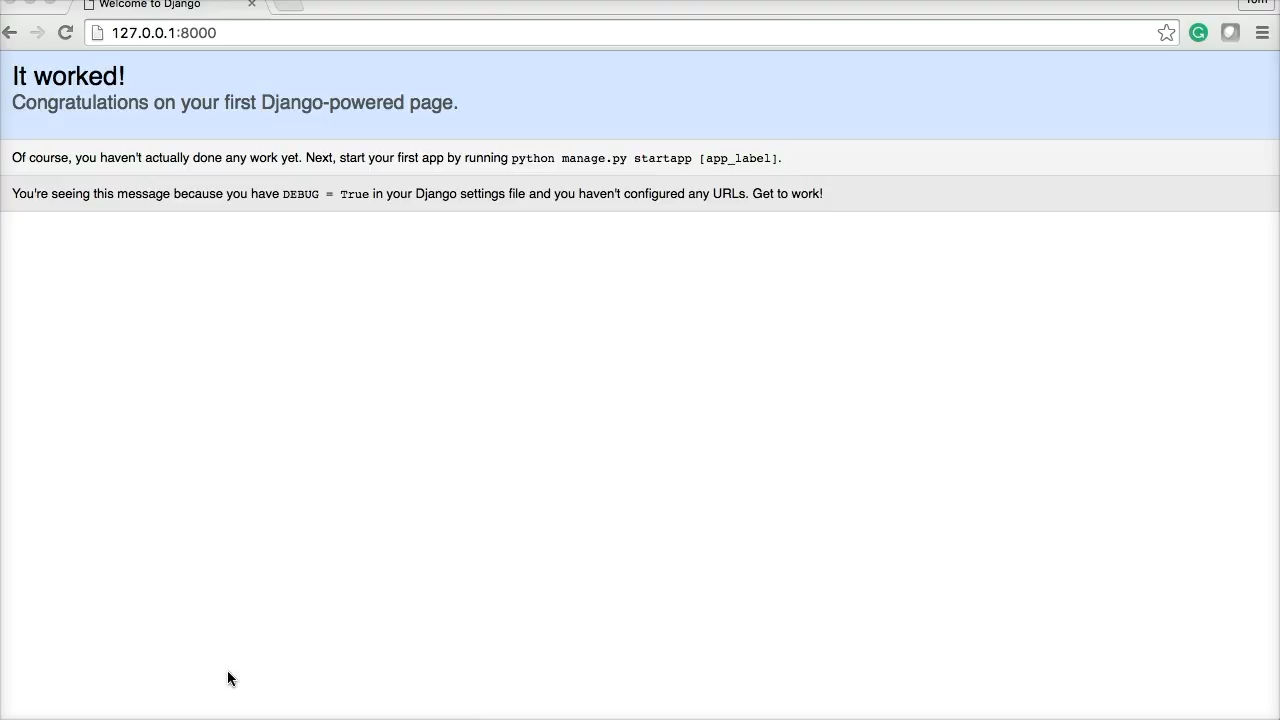 Welcome to Django
Tom
127.0.0.1:8000
It worked!
Congratulations on your first Django-powered page.
Of course, you haven't actually done any work yet. Next, start your first app by running python manage.py startapp [app_label].
You're seeing this message because you have DEBUG = True in your Django settings file and you haven't configured any URLs. Get to work!